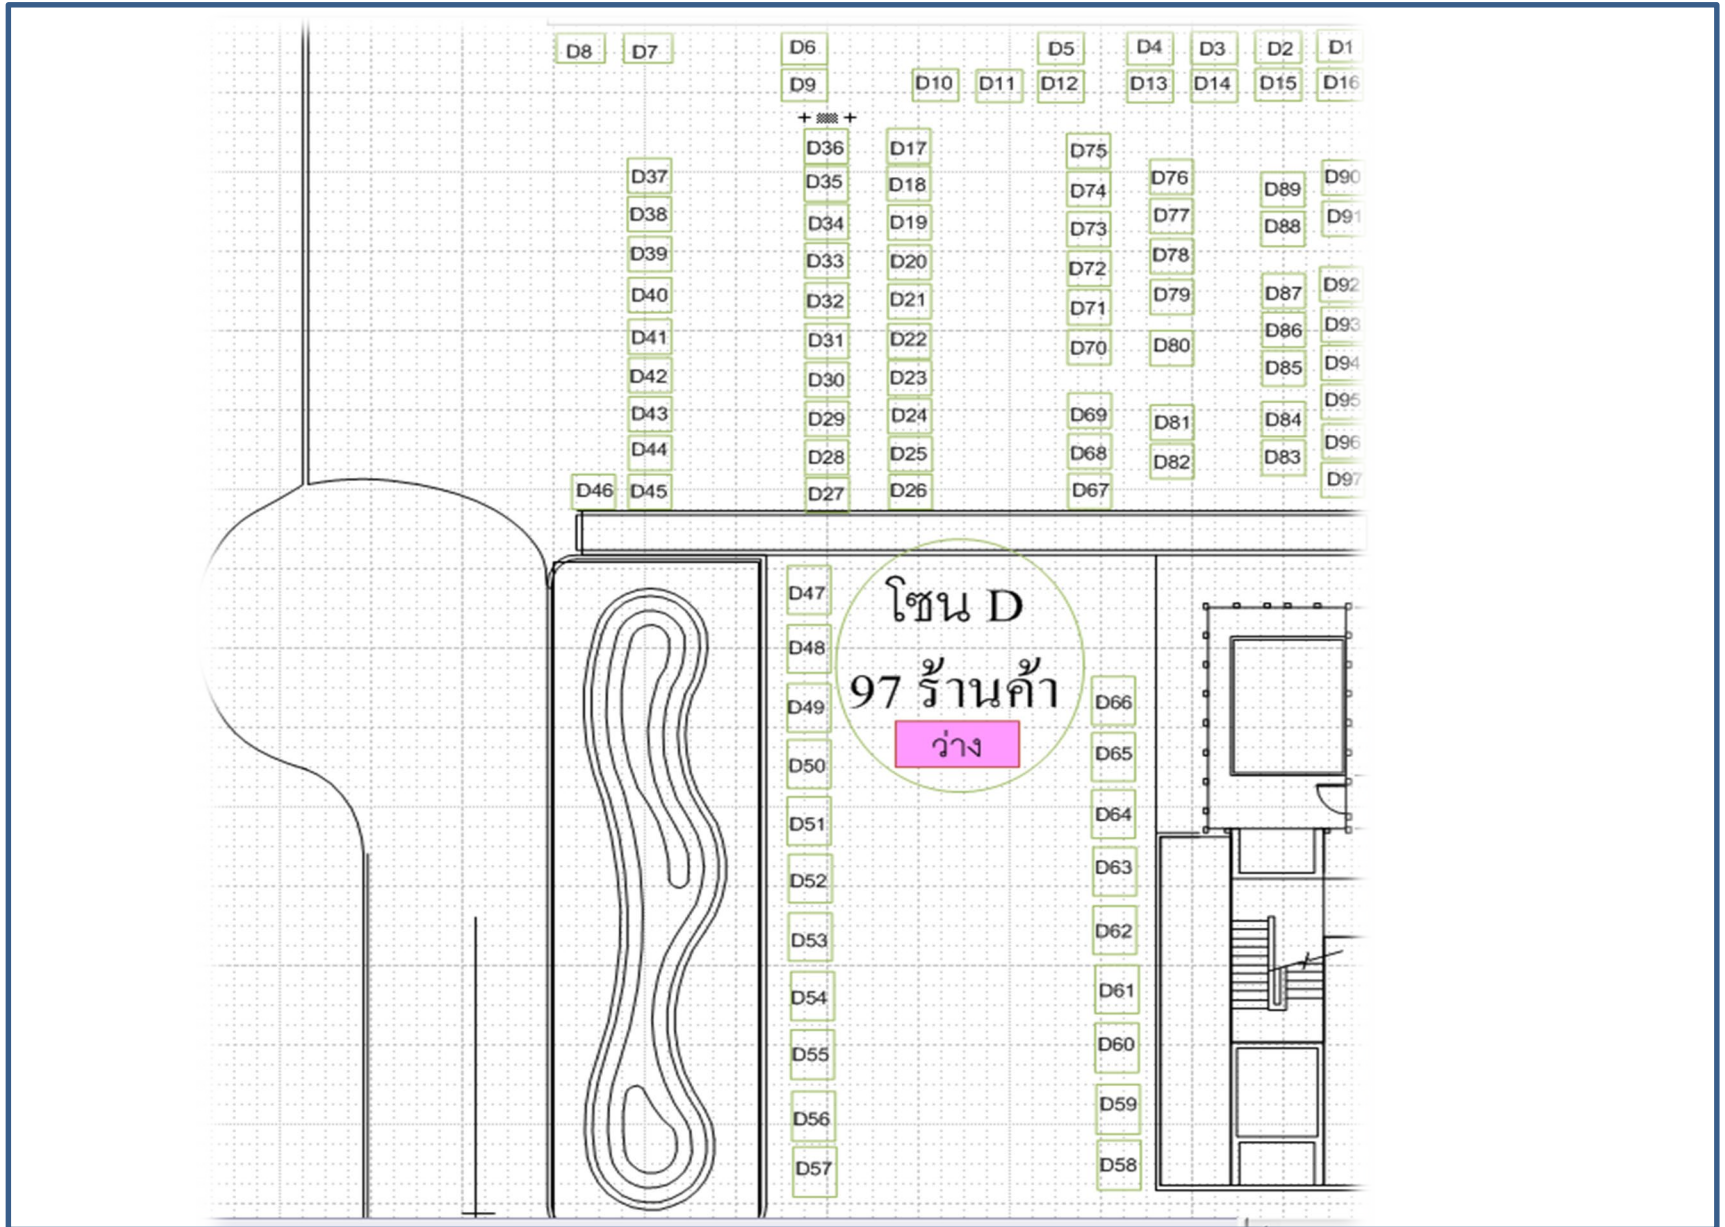 D8 D7 D6 D5 D4 D3 D2 D1
D9 D10 D11 D12 D13 D14 D15 D16
D36 D17 D75
D37 D35 D18 D74 D76 D89 D90
D38 D34 D19 D73 D77 D88 D91
D39 D33 D20 D72 D78
D40 D32 D21 D71 D79 D87 D92
D41 D31 D22 D70 D80 D86 D93
D42 D30 D23 D85 D94
D43 D29 D24 D69 D81 D84 D95
D44 D28 D25 D68 D82 D83 D96
D46 D45 D27 D26 D67 D97
D47
โซน D
D48
97 ร้านค้า
D49 D66
ว่าง
D50 D65
D51 D64
D52 D63
D53 D62
D54 D61
D55 D60
D56 D59
D57 D58